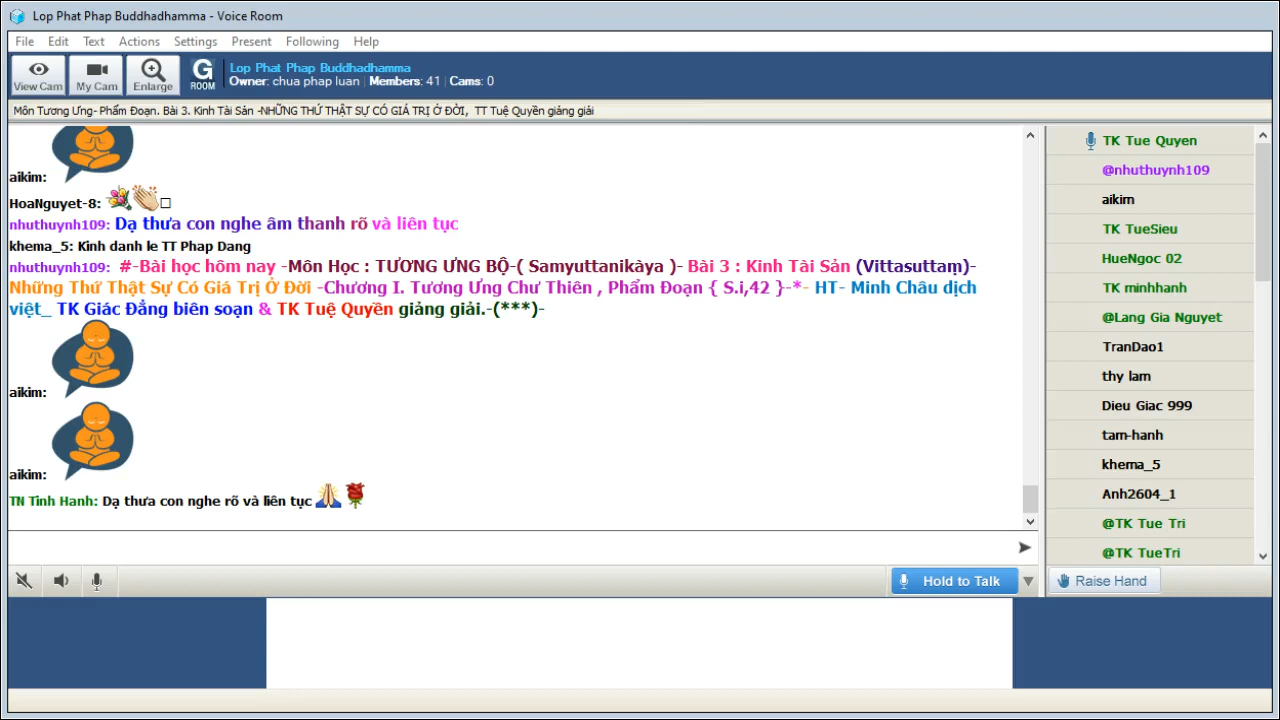 Lop Phat Phap Buddhadhamma - Voice Room
File Edit Text Actions Settings Present Following Help
View Cam My Cam Enlarge G ROOM
Lop Phat Phap Buddhadhamma
Owner: chua phap luan Members: 41 Cams: 0
Môn Tương Ưng- Phẩm Đoạn. Bài 3. Kinh Tài Sản -NHỮNG THỨ THẬT SỰ CÓ GIÁ TRỊ Ở ĐỜI, TT Tuệ Quyền giảng giải
aikim:
HoaNguyet-8:
nhuthuynh109: Dạ thưa con nghe âm thanh rõ và liên tục
khema_5: Kinh danh le TT Phap Dang
nhuthuynh109: #-Bài học hôm nay -Môn Học : TƯƠNG ƯNG BỘ-( Samyuttanikàya )- Bài 3 : Kinh Tài Sản (Vittasuttaṃ)-
Những Thứ Thật Sự Có Giá Trị Ở Đời -Chương I. Tương Ưng Chư Thiên , Phẩm Đoạn { S.i,42 }-*- HT- Minh Châu dịch
việt_ TK Giác Đẳng biên soạn & TK Tuệ Quyền giảng giải.-(***)-
aikim:
aikim:
TN Tinh Hanh: Dạ thưa con nghe rõ và liên tục
Hold to Talk
TK Tue Quyen
@nhuthuynh109
aikim
TK TueSieu
HueNgoc 02
TK minhhanh
@Lang Gia Nguyet
TranDao1
thy lam
Dieu Giac 999
tam-hanh
khema_5
Anh2604_1
@TK Tue Tri
@TK TueTri
Raise Hand